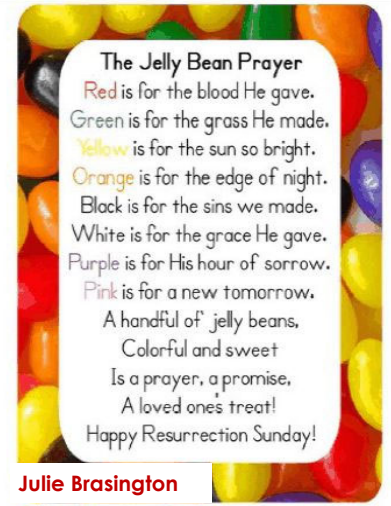 The Jelly Bean Prayer
Red is for the blood He gave.
Green is for the grass He made.
Yellow is for the sun so bright.
Orange is for the edge of night.
Black is for the sins we made.
White is for the grace He gave.
Purple is for His hour of sorrow.
Pink is for a new tomorrow.
A handful of jelly beans,
Colorful and sweet
Is a prayer, a promise,
A loved one's treat!
Happy Resurrection Sunday!
Julie Brasington